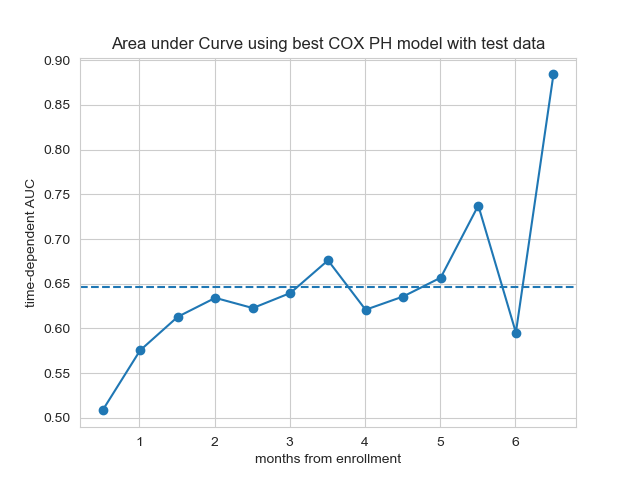 Area under Curve using best COX PH model with test data
time-dependent AUC
0.90
0.85
0.80
0.75
0.70
0.65
0.60
0.55
0.50
1 2 3 4 5 6
months from enrollment